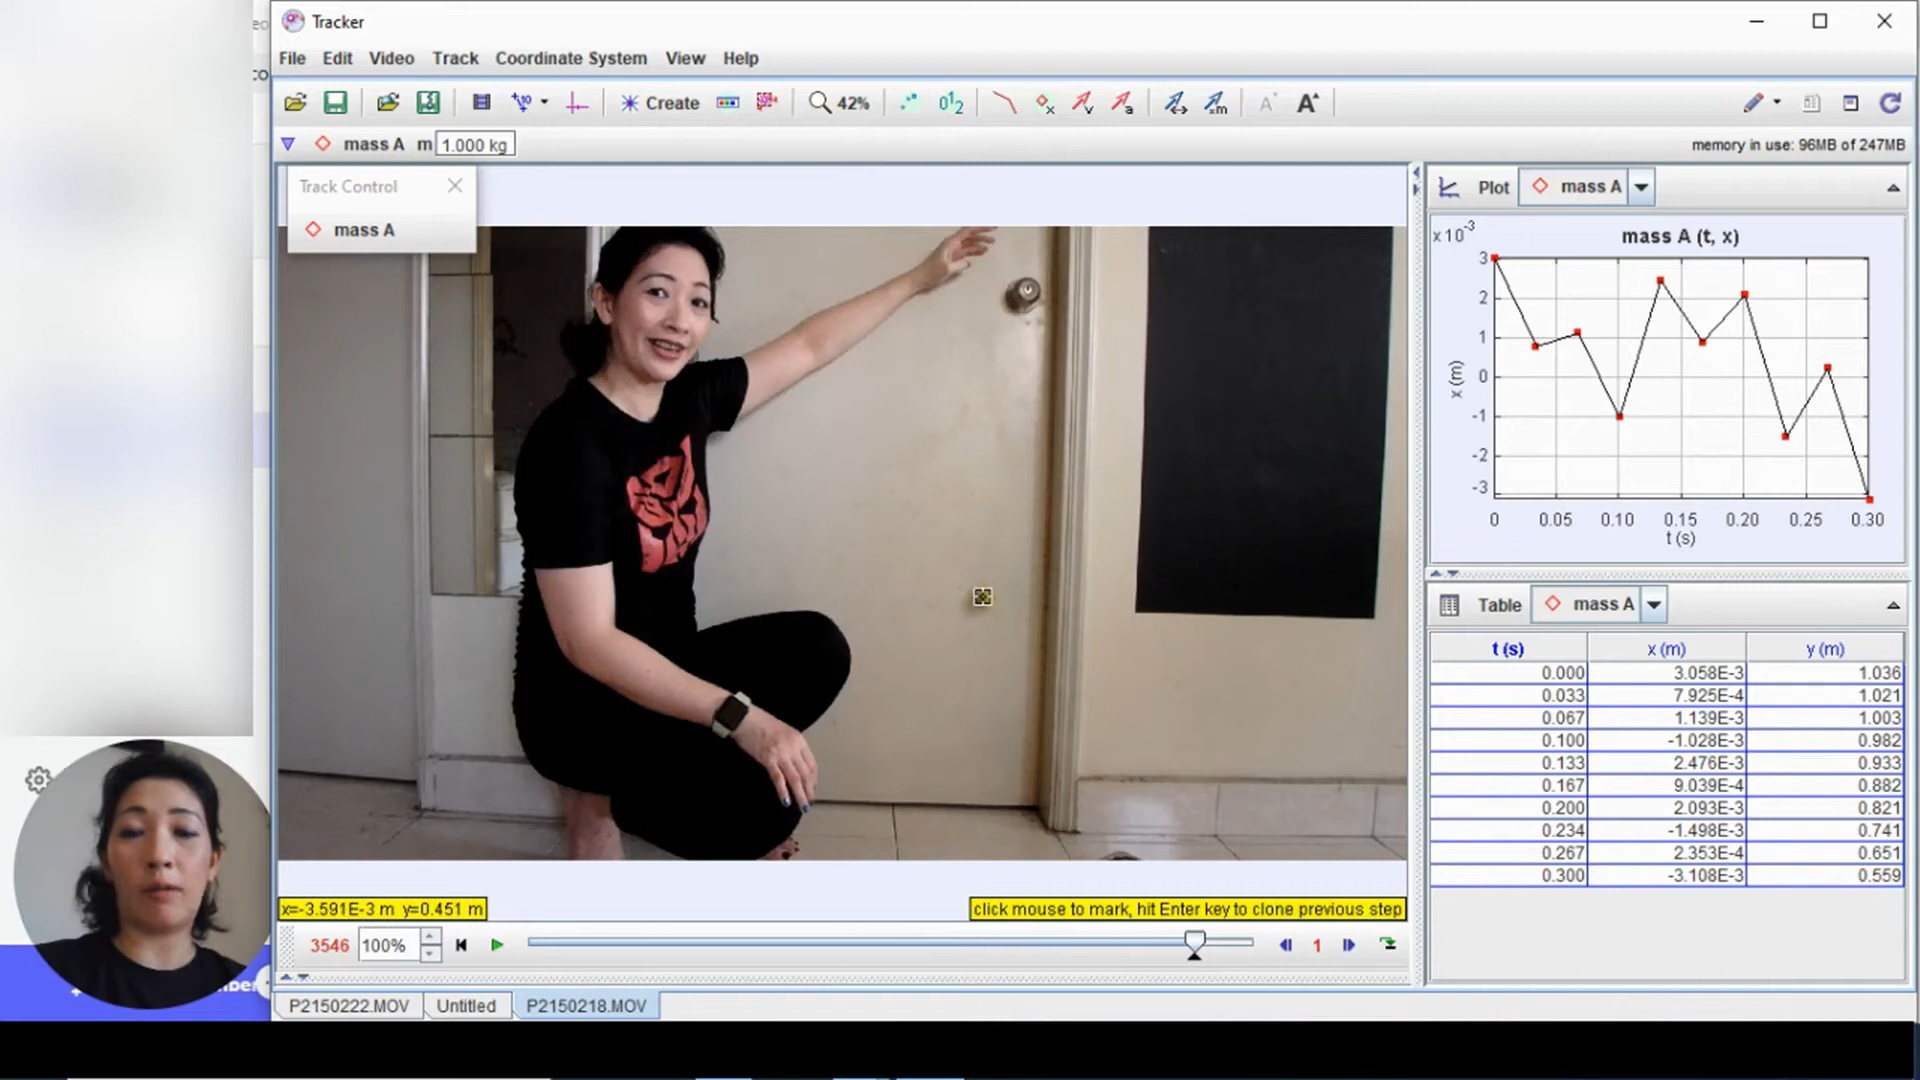 Tracker
File Edit Video Track Coordinate System View Help
Create 42%
mass A m 1.000 kg
memory in use: 96MB of 247MB
Track Control
mass A
Plot mass A
x 10-3
mass A (t, x)
3
2
1
0
-1
-2
-3
x (m)
0 0.05 0.10 0.15 0.20 0.25 0.30
t (s)
Table mass A
t (s) x (m) y (m)
0.000 3.058E-3 1.036
0.033 7.925E-4 1.021
0.067 1.139E-3 1.003
0.100 -1.028E-3 0.982
0.133 2.476E-3 0.933
0.167 9.039E-4 0.882
0.200 2.093E-3 0.821
0.234 -1.498E-3 0.741
0.267 2.353E-4 0.651
0.300 -3.108E-3 0.559
x=-3.591E-3 m y=0.451 m
click mouse to mark, hit Enter key to clone previous step
3546 100% 1
P2150222.MOV Untitled P2150218.MOV